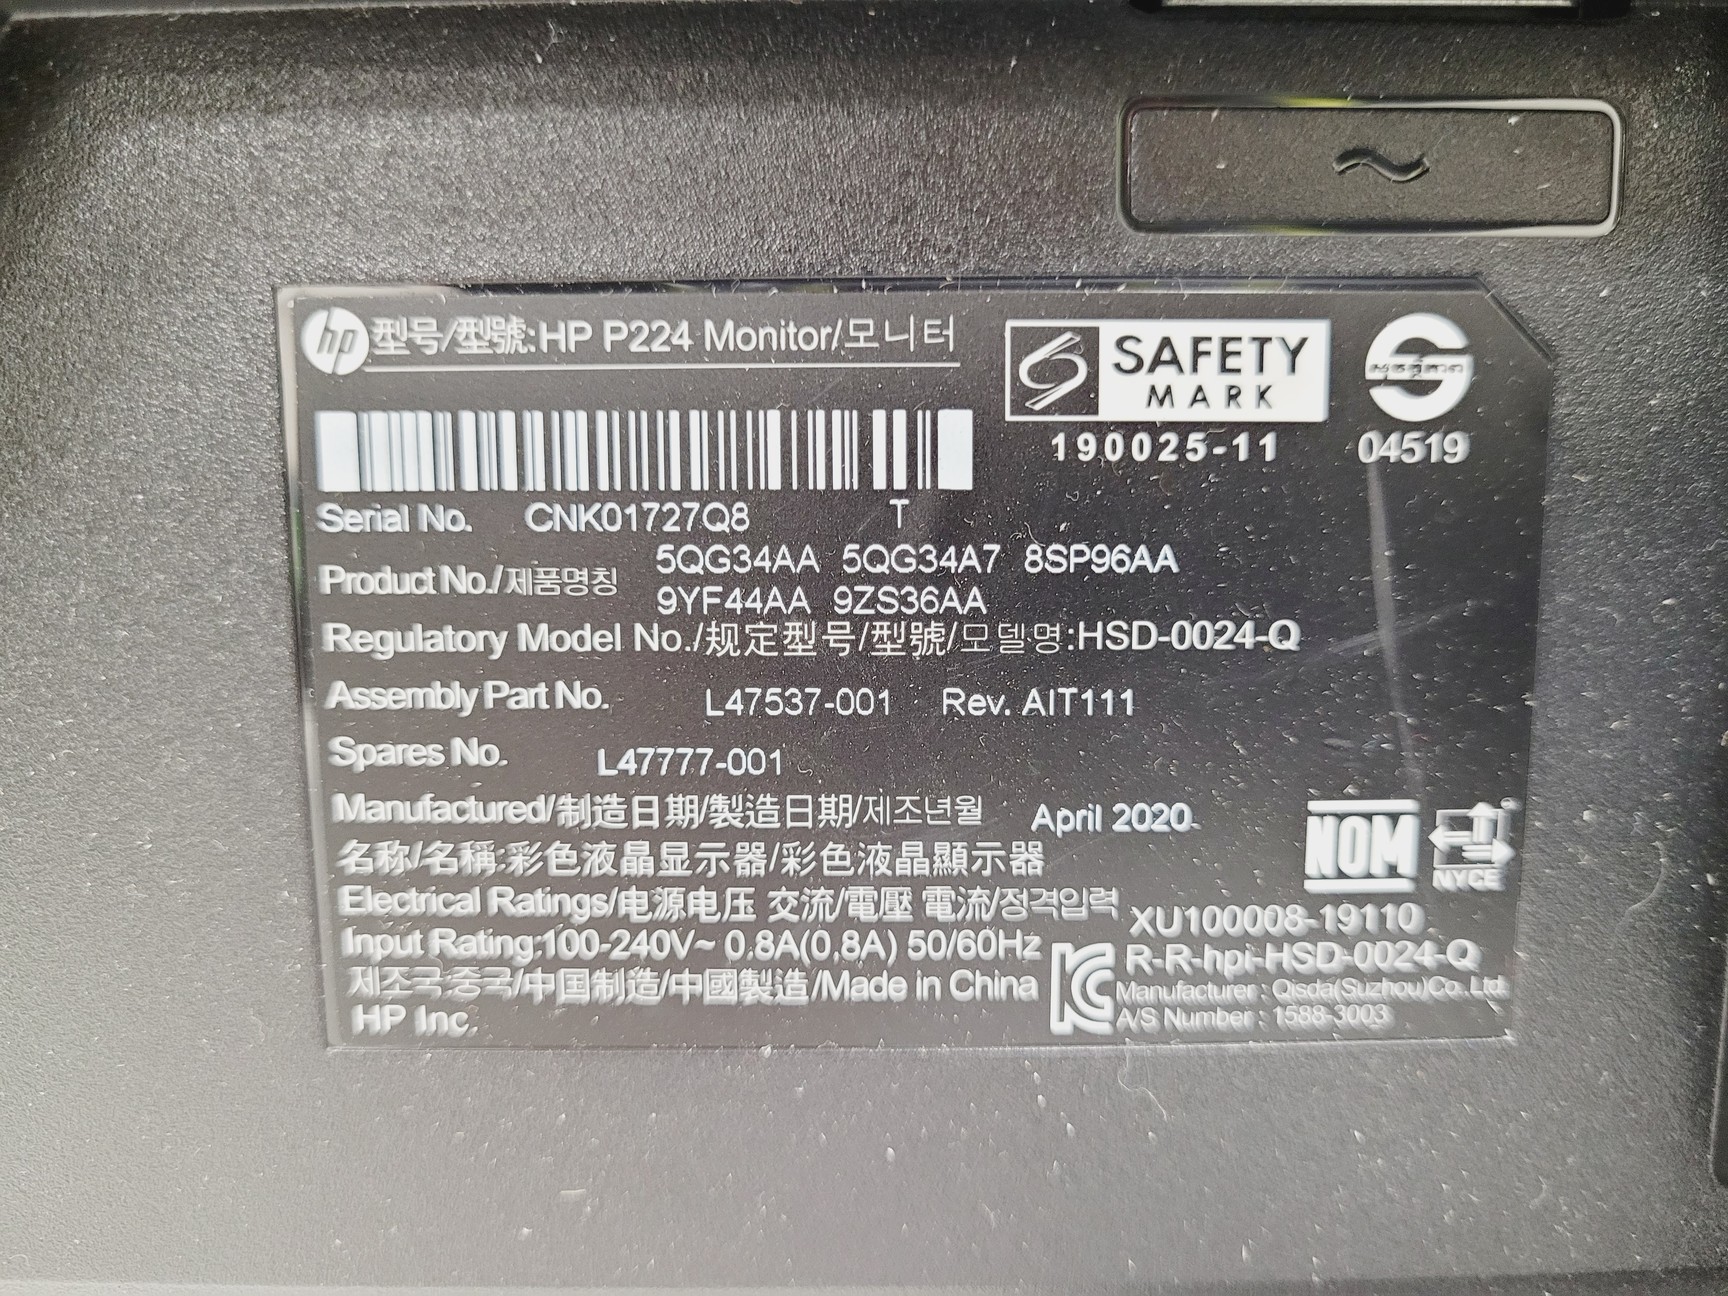 hp 型号/型號:HP P224 Monitor/모니터
SAFETY
MARK
190025-11
04519
Serial No. CNK01727Q8 T
Product No./제품명칭 5QG34AA 5QG34A7 8SP96AA
9YF44AA 9ZS36AA
Regulatory Model No./规定型号/型號/모델명:HSD-0024-Q
Assembly Part No. L47537-001 Rev. AIT111
Spares No. L47777-001
Manufactured/制造日期/製造日期/제조년월 April 2020
名称/名稱:彩色液晶显示器/彩色液晶顯示器
Electrical Ratings/电源电压 交流/電壓 電流/정격입력
Input Rating:100-240V~ 0.8A(0,8A) 50/60Hz
제조국:중국/中国制造/中國製造/Made in China
HP Inc.
NOM
NYCE
XU100008-19110
R-R-hpi-HSD-0024-Q
Manufacturer : Qisda(Suzhou)Co.,Ltd.
A/S Number : 1588-3003